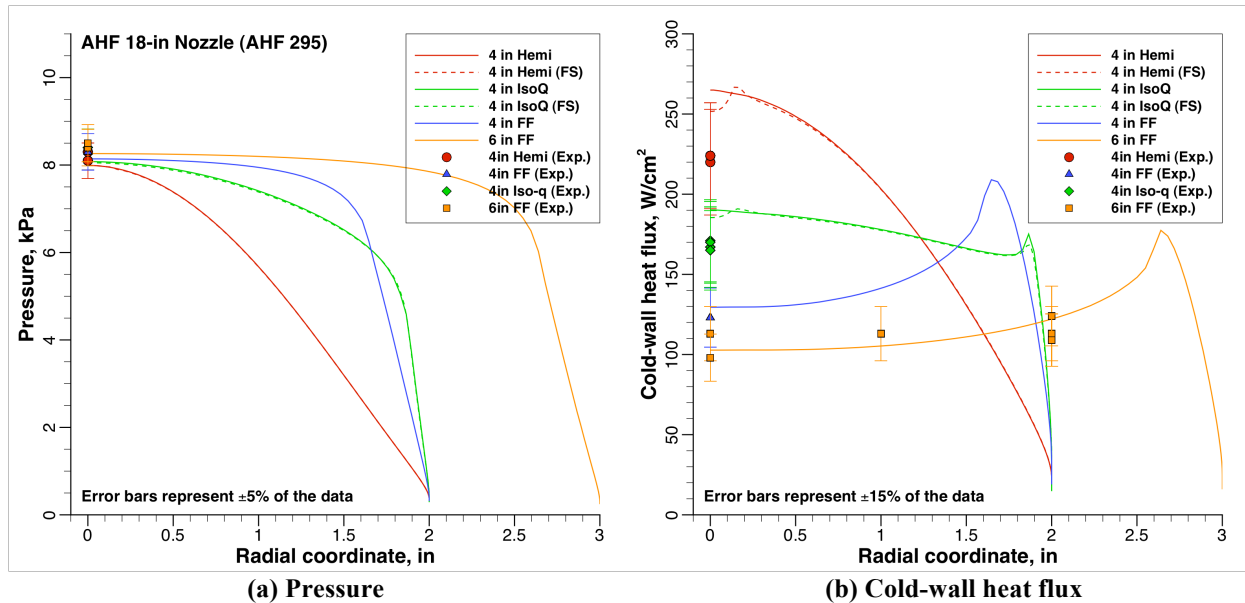 AHF 18-in Nozzle (AHF 295)
4 in Hemi
4 in Hemi (FS)
4 in IsoQ
4 in IsoQ (FS)
4 in FF
6 in FF
4in Hemi (Exp.)
4in FF (Exp.)
4in Iso-q (Exp.)
6in FF (Exp.)
Pressure, kPa
10
8
6
4
2
0
Error bars represent ±5% of the data
0 0.5 1 1.5 2 2.5 3
Radial coordinate, in
(a) Pressure
4 in Hemi
4 in Hemi (FS)
4 in IsoQ
4 in IsoQ (FS)
4 in FF
6 in FF
4in Hemi (Exp.)
4in FF (Exp.)
4in Iso-q (Exp.)
6in FF (Exp.)
Cold-wall heat flux, W/cm²
300
250
200
150
100
50
0
Error bars represent ±15% of the data
0 0.5 1 1.5 2 2.5 3
Radial coordinate, in
(b) Cold-wall heat flux